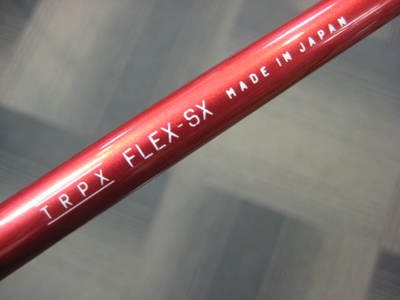 TRPX FLEX-SX MADE IN JAPAN